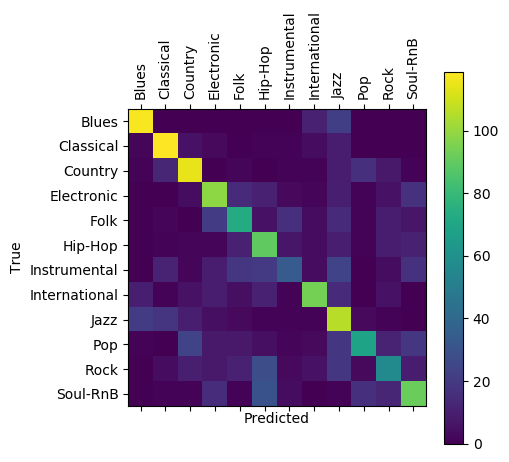 Blues
Classical
Country
Electronic
Folk
Hip-Hop
Instrumental
International
Jazz
Pop
Rock
Soul-RnB
True
Blues
Classical
Country
Electronic
Folk
Hip-Hop
Instrumental
International
Jazz
Pop
Rock
Soul-RnB
Predicted
100
80
60
40
20
0